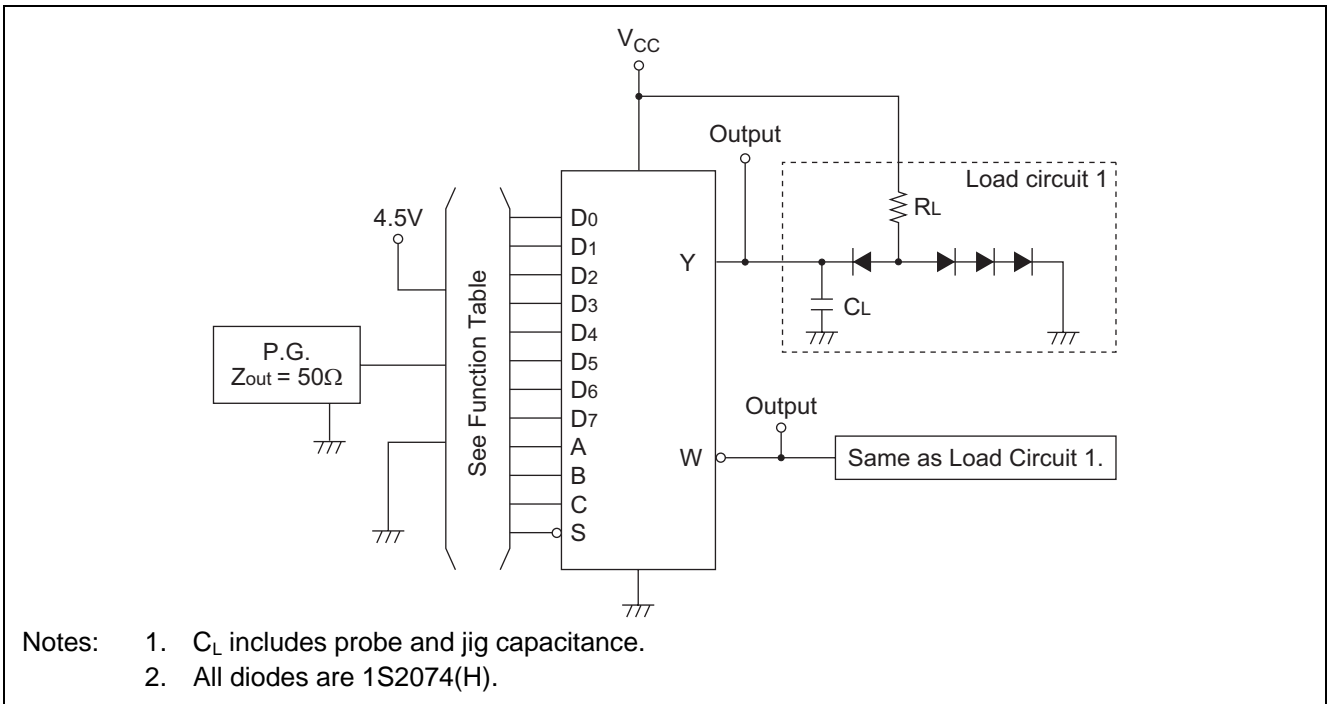 VCC
Output
Load circuit 1
RL
4.5V
See Function Table
D0
D1
D2
D3
D4
D5
D6
D7
A
B
C
S
Y
CL
P.G.
Zout = 50Ω
Output
W
Same as Load Circuit 1.
Notes: 1. CL includes probe and jig capacitance.
2. All diodes are 1S2074(H).